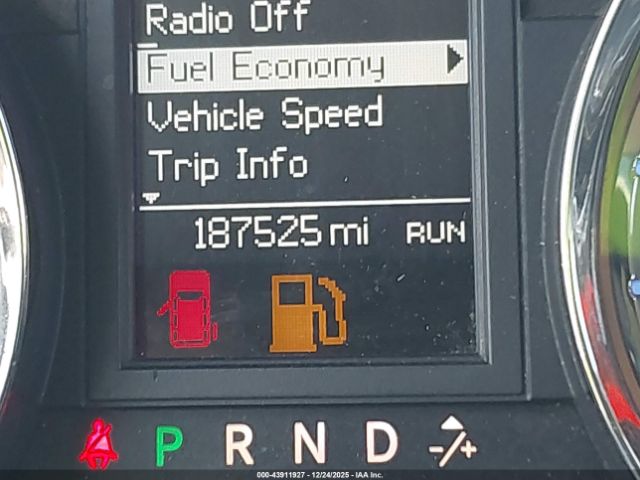 Radio Off
Fuel Economy
Vehicle Speed
Trip Info
187525 mi RUN
P R N D -/+
000-43911927 - 12/24/2025 - IAA Inc.